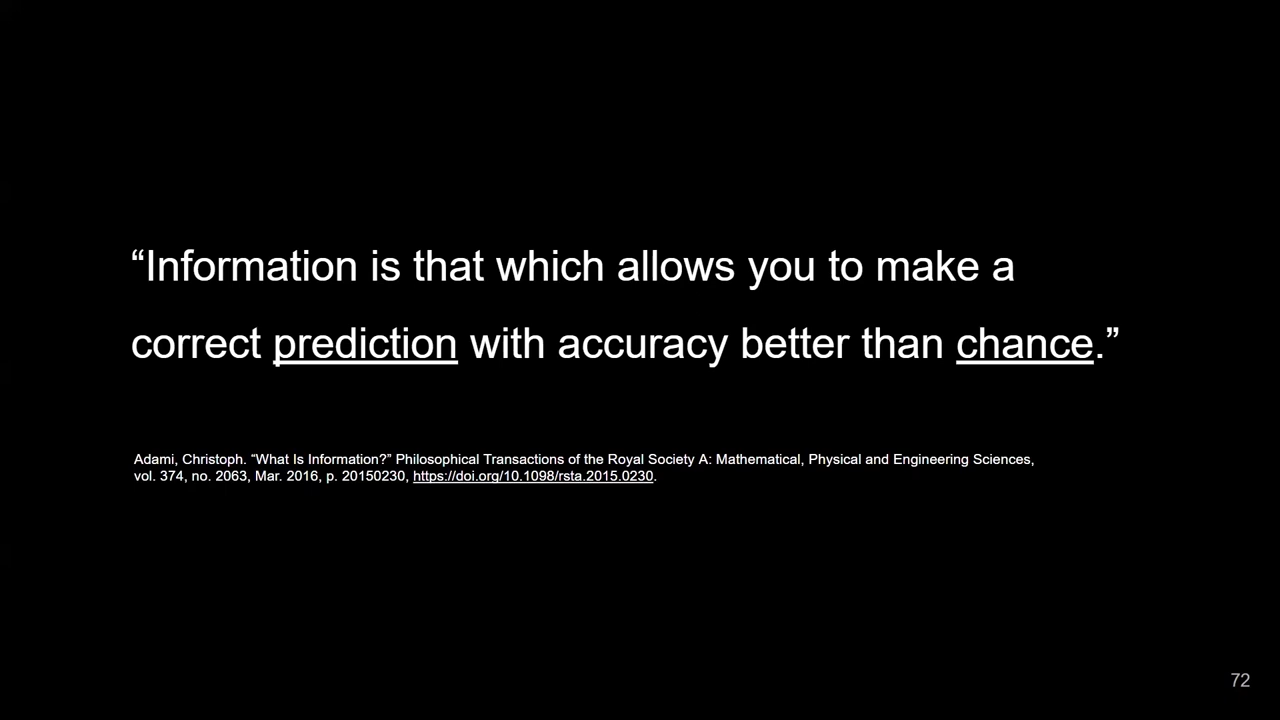 “Information is that which allows you to make a
correct prediction with accuracy better than chance.”
Adami, Christoph. “What Is Information?” Philosophical Transactions of the Royal Society A: Mathematical, Physical and Engineering Sciences,
vol. 374, no. 2063, Mar. 2016, p. 20150230, https://doi.org/10.1098/rsta.2015.0230.
72